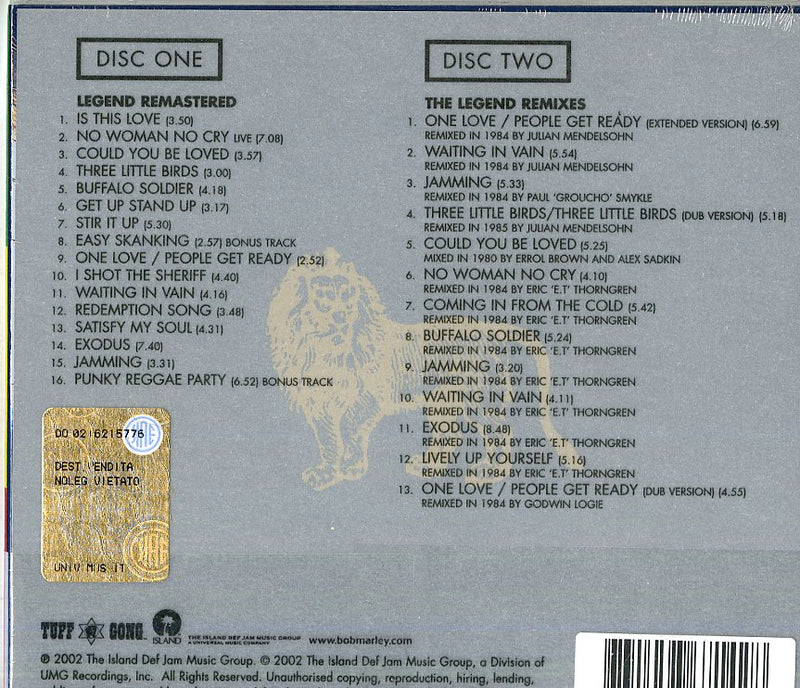 DISC ONE
LEGEND REMASTERED
1. IS THIS LOVE (3.50)
2. NO WOMAN NO CRY LIVE (7.08)
3. COULD YOU BE LOVED (3.57)
4. THREE LITTLE BIRDS (3.00)
5. BUFFALO SOLDIER (4.18)
6. GET UP STAND UP (3.17)
7. STIR IT UP (5.30)
8. EASY SKANKING (2.57) BONUS TRACK
9. ONE LOVE / PEOPLE GET READY (2.52)
10. I SHOT THE SHERIFF (4.40)
11. WAITING IN VAIN (4.16)
12. REDEMPTION SONG (3.48)
13. SATISFY MY SOUL (4.31)
14. EXODUS (7.40)
15. JAMMING (3.31)
16. PUNKY REGGAE PARTY (6.52) BONUS TRACK
DISC TWO
THE LEGEND REMIXES
1. ONE LOVE / PEOPLE GET READY (EXTENDED VERSION) (6.59)
REMIXED IN 1984 BY JULIAN MENDELSOHN
2. WAITING IN VAIN (5.54)
REMIXED IN 1984 BY JULIAN MENDELSOHN
3. JAMMING (5.33)
REMIXED IN 1984 BY PAUL 'GROUCHO' SMYKLE
4. THREE LITTLE BIRDS/THREE LITTLE BIRDS (DUB VERSION) (5.18)
REMIXED IN 1985 BY JULIAN MENDELSOHN
5. COULD YOU BE LOVED (5.25)
MIXED IN 1980 BY ERROL BROWN AND ALEX SADKIN
6. NO WOMAN NO CRY (4.10)
REMIXED IN 1984 BY ERIC 'E.T' THORNGREN
7. COMING IN FROM THE COLD (5.42)
REMIXED IN 1984 BY ERIC 'E.T' THORNGREN
8. BUFFALO SOLDIER (5.24)
REMIXED IN 1984 BY ERIC 'E.T' THORNGREN
9. JAMMING (3.20)
REMIXED IN 1984 BY ERIC 'E.T' THORNGREN
10. WAITING IN VAIN (4.11)
REMIXED IN 1984 BY ERIC 'E.T' THORNGREN
11. EXODUS (8.48)
REMIXED IN 1984 BY ERIC 'E.T' THORNGREN
12. LIVELY UP YOURSELF (5.16)
REMIXED IN 1984 BY ERIC 'E.T' THORNGREN
13. ONE LOVE / PEOPLE GET READY (DUB VERSION) (4.55)
REMIXED IN 1984 BY GODWIN LOGIE
DO 0216215776
DEST.VENDITA
NOLEG VIETATO
UNIV MUS IT
TUFF GONG
ISLAND
THE ISLAND DEF JAM MUSIC GROUP
A UNIVERSAL MUSIC COMPANY
www.bobmarley.com
℗ 2002 The Island Def Jam Music Group. © 2002 The Island Def Jam Music Group, a Division of
UMG Recordings, Inc. All Rights Reserved. Unauthorised copying, reproduction, hiring, lending,